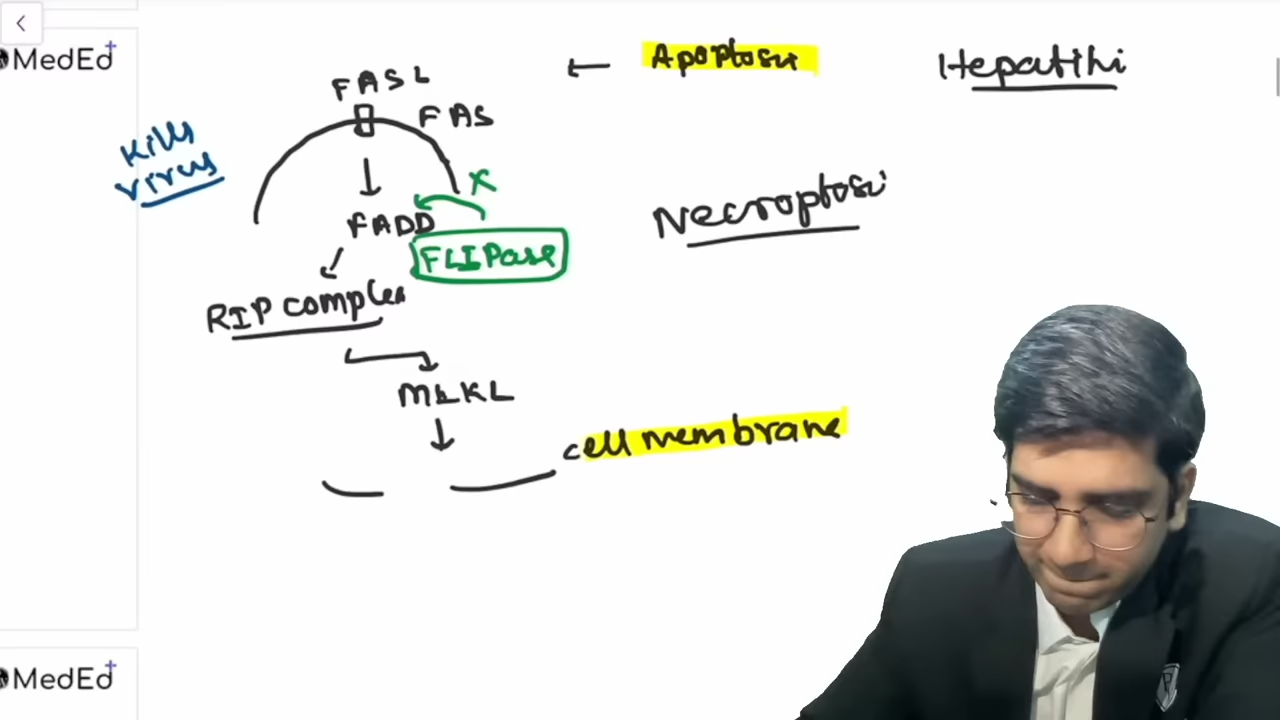 MedEd+
FASL
← Apoptosis
Hepatitis
FAS
Kills
virus
x
FADD
FLIPase
Necroptosis
RIP complex
MLKL
cell membrane
MedEd+